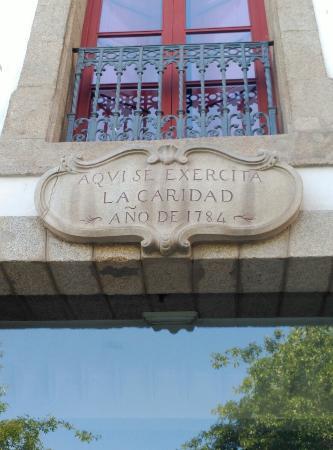 AQVI SE EXERCITA
LA CARIDAD
~ AÑO DE 1784 ~